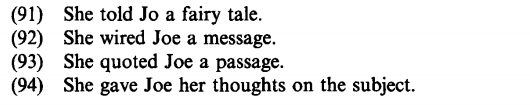 (91) She told Jo a fairy tale.
(92) She wired Joe a message.
(93) She quoted Joe a passage.
(94) She gave Joe her thoughts on the subject.